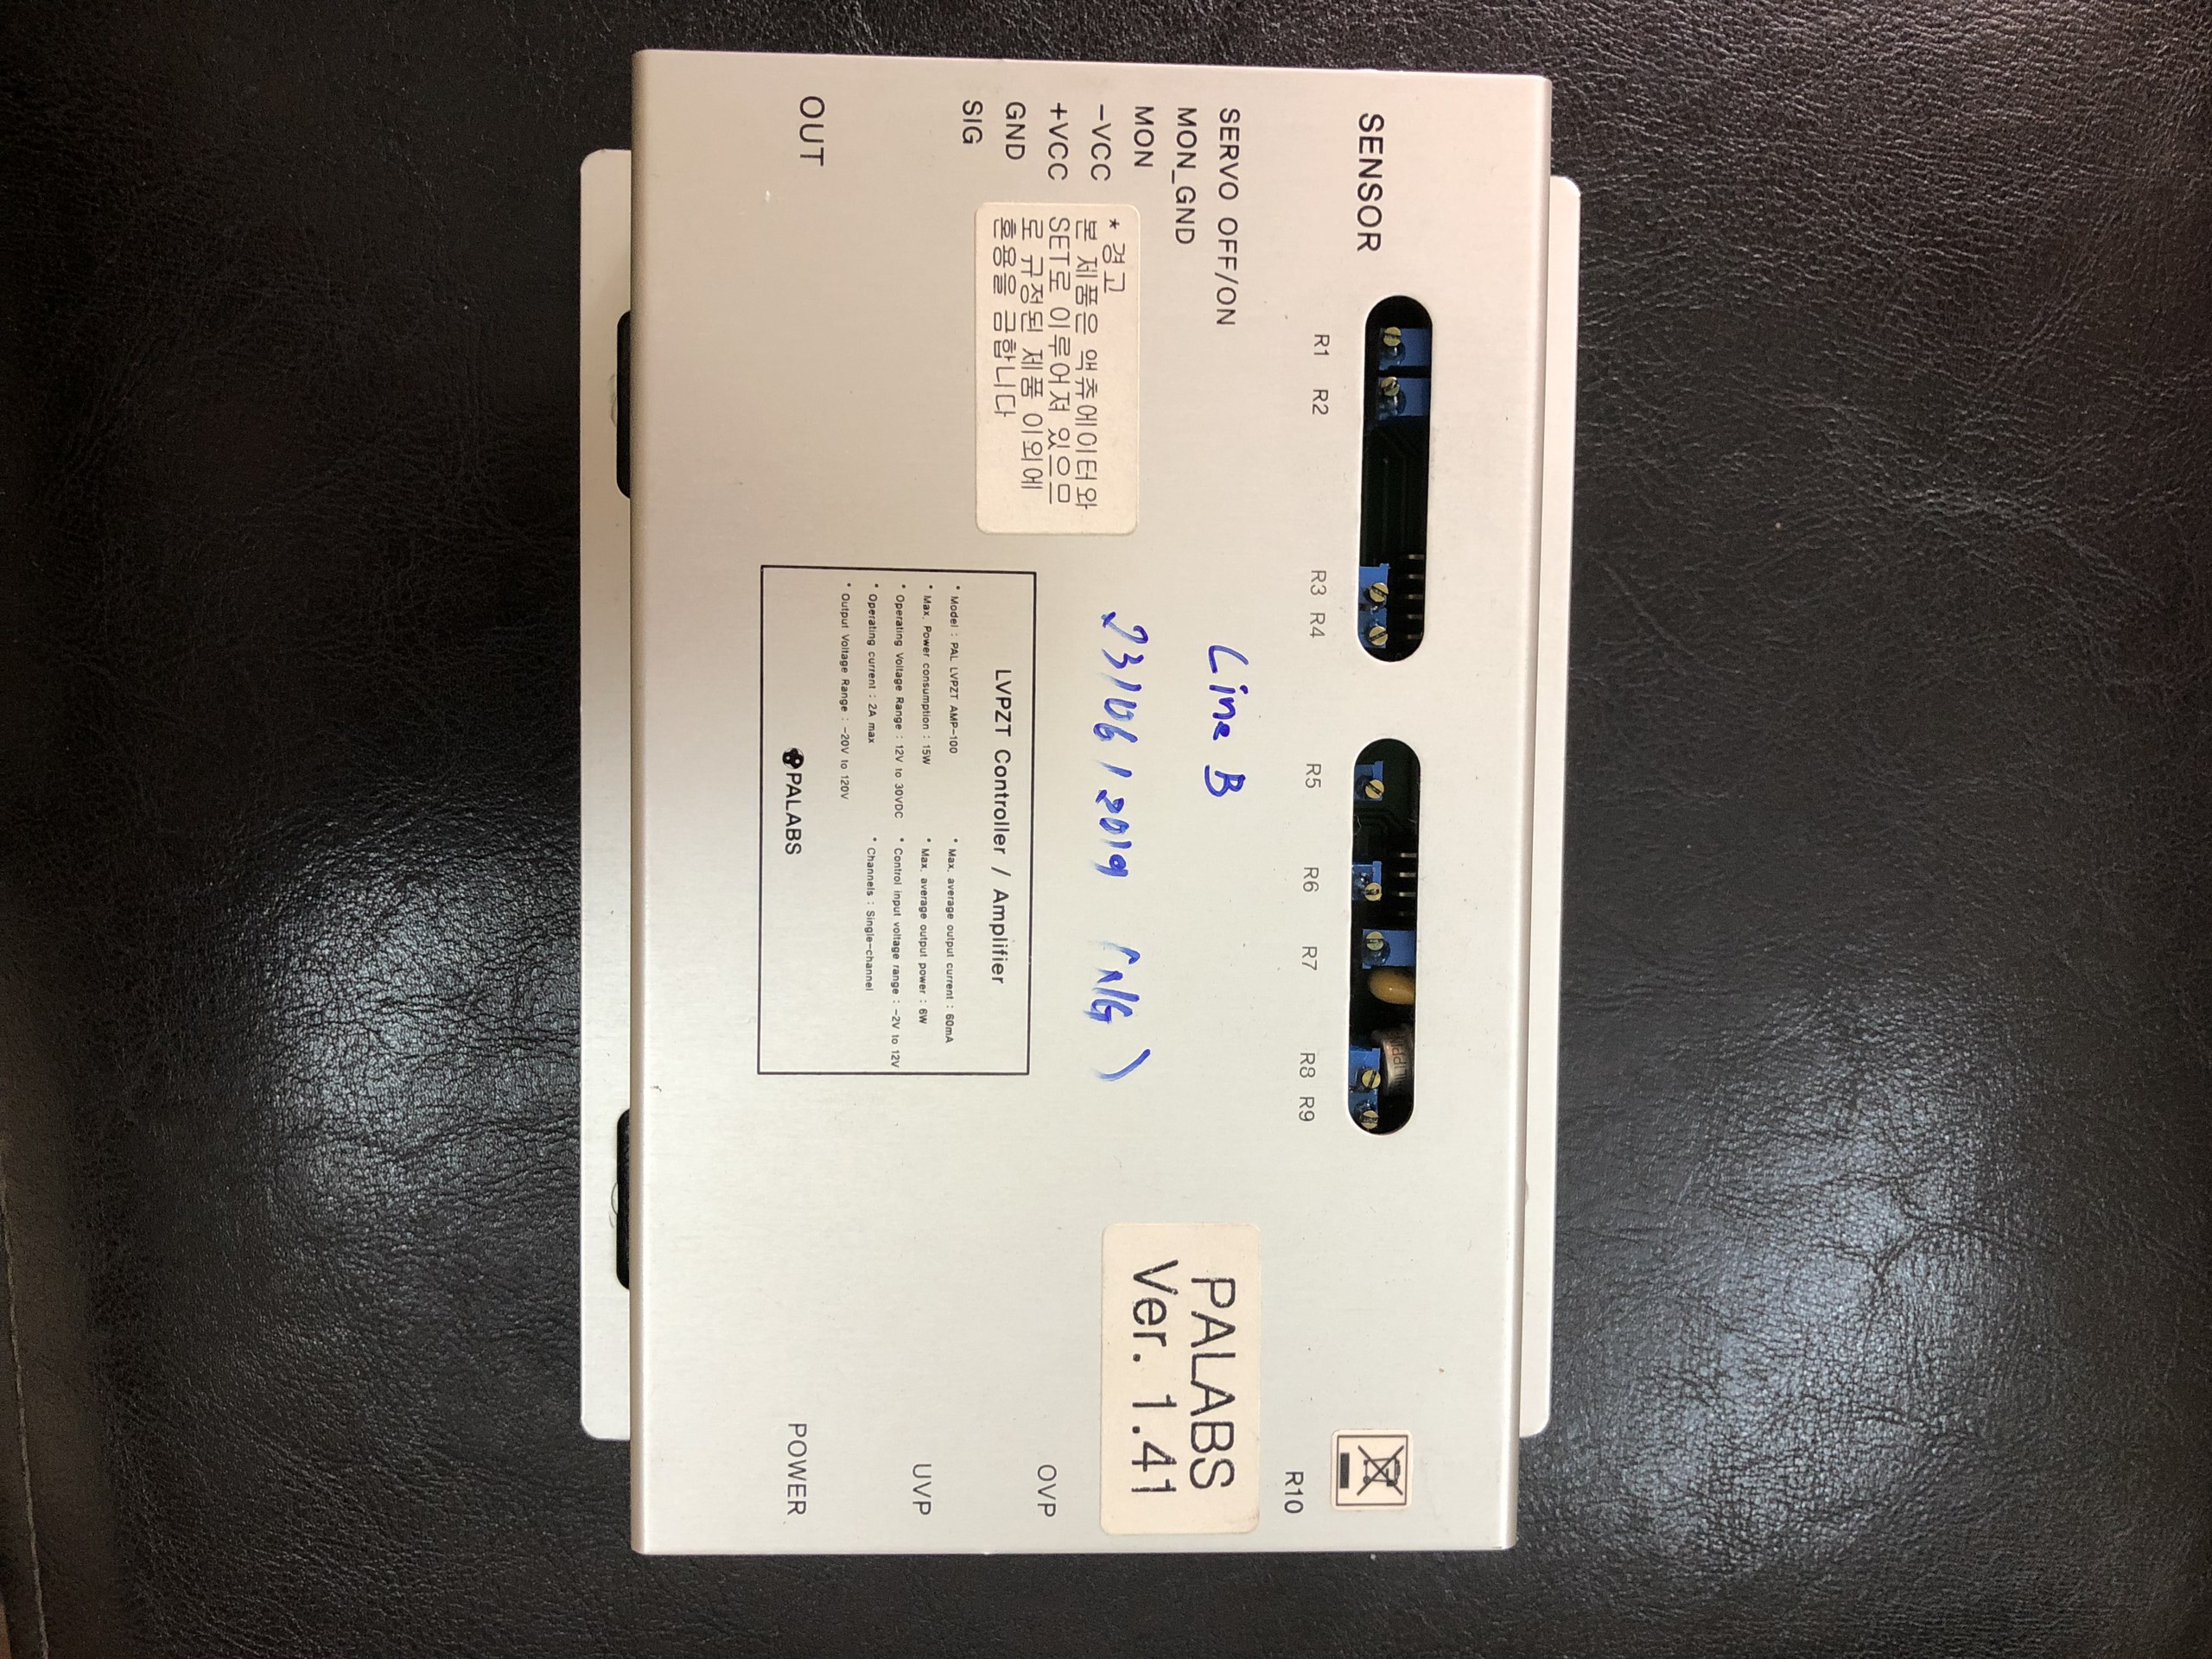 SENSOR
R1 R2 R3 R4 R5 R6 R7 R8 R9
R10
SERVO OFF/ON
MON_GND
MON
-VCC
+VCC
GND
SIG
OUT
* 경고
본 제품은 액츄에이터와
SET로 이루어져 있으므
로 규정된 제품 이외에
혼용을 금합니다
Line B
23/06/2019
PALABS
Ver. 1.41
LVPZT Controller / Amplifier
* Model : PAL LVPZT AMP-100
* Max. Power consumption : 15W
* Operating Voltage Range : 12V to 30VDC
* Operating current : 2A max
* Output Voltage Range : -20V to 120V
* Max. average output current : 60mA
* Max. average output power : 6W
* Control input voltage range : -2V to 12V
* Channels : Single-channel
PALABS
OVP
UVP
POWER